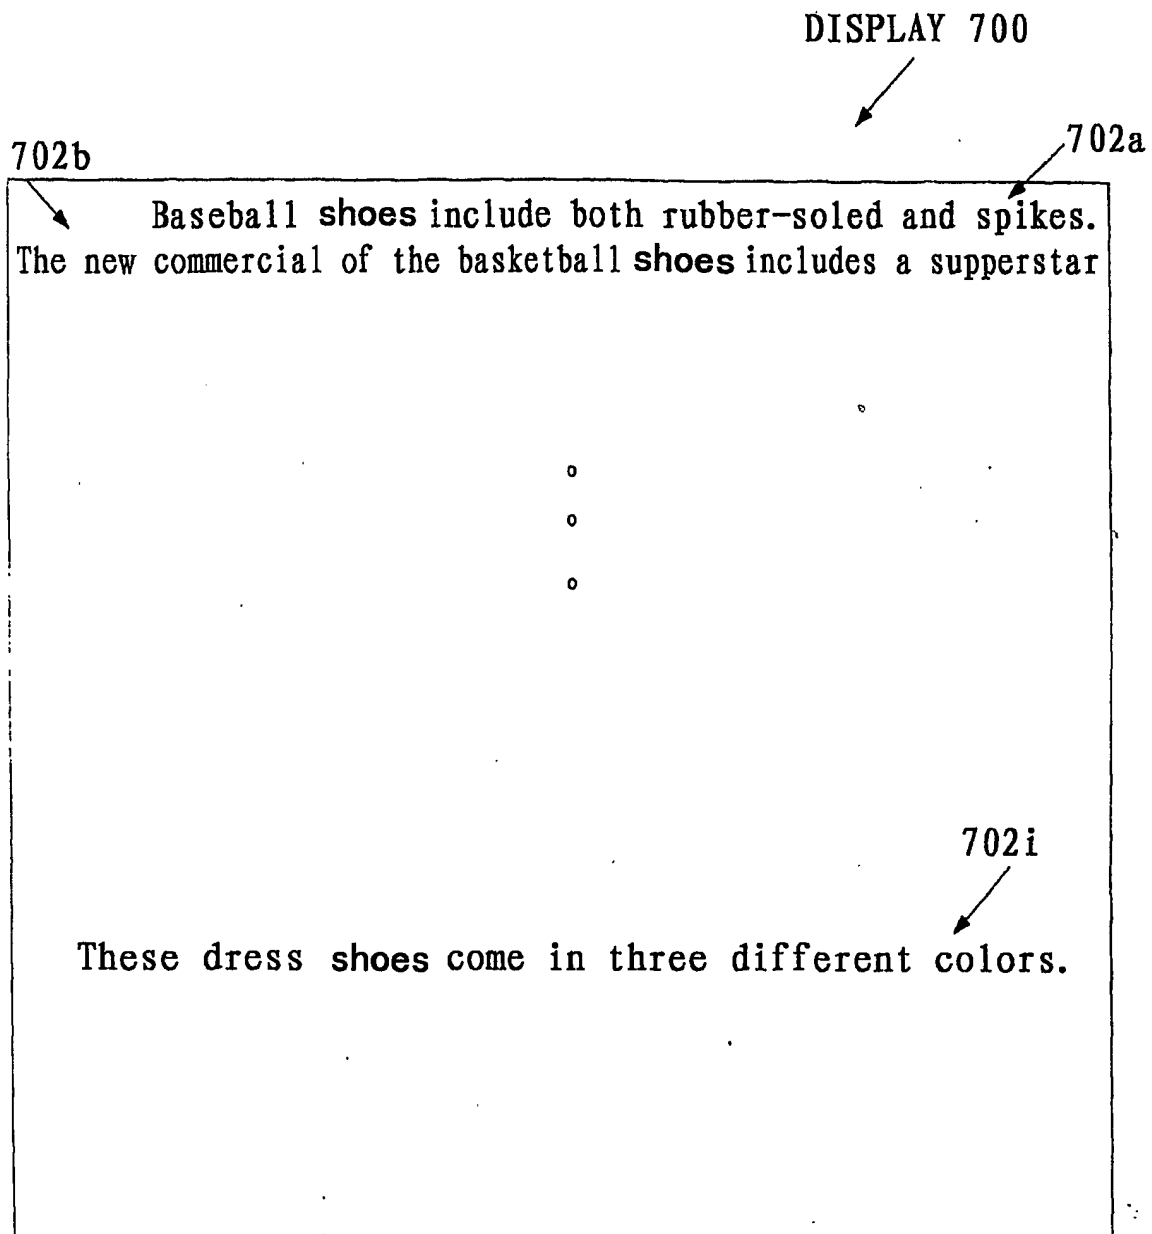 DISPLAY 700
702a
702b
Baseball shoes include both rubber-soled and spikes.
The new commercial of the basketball shoes includes a supperstar
702i
These dress shoes come in three different colors.